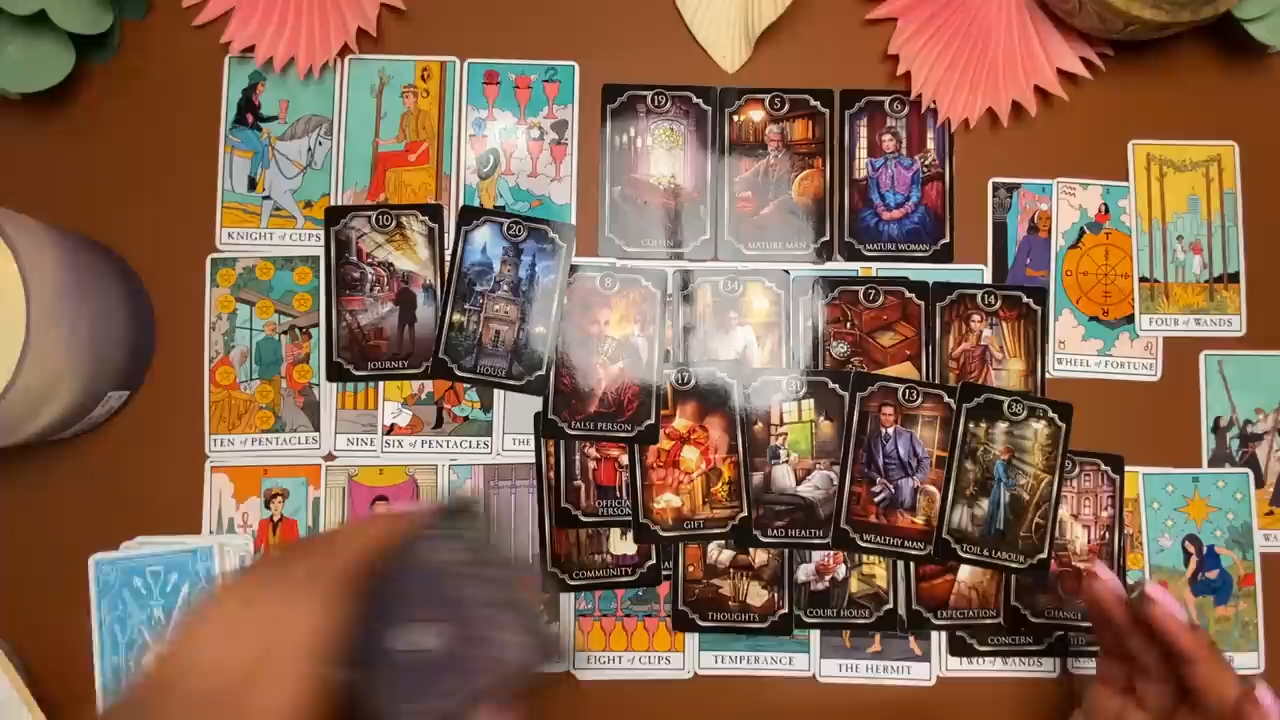 KNIGHT of CUPS
19
COFFIN
5
MATURE MAN
6
MATURE WOMAN
FOUR of WANDS
10
JOURNEY
20
HOUSE
8
FALSE PERSON
34
7
14
WHEEL of FORTUNE
TEN of PENTACLES
NINE
SIX of PENTACLES
THE
OFFICIAL
PERSON
17
GIFT
31
BAD HEALTH
13
WEALTHY MAN
38
TOIL & LABOUR
COMMUNITY
THOUGHTS
COURT HOUSE
EXPECTATION
CHANGE
CONCERN
EIGHT of CUPS
TEMPERANCE
THE HERMIT
TWO of WANDS